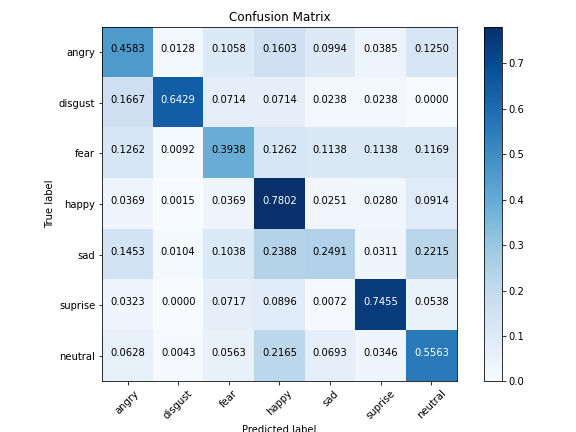 Confusion Matrix
angry 0.4583 0.0128 0.1058 0.1603 0.0994 0.0385 0.1250
disgust 0.1667 0.6429 0.0714 0.0714 0.0238 0.0238 0.0000
fear 0.1262 0.0092 0.3938 0.1262 0.1138 0.1138 0.1169
happy 0.0369 0.0015 0.0369 0.7802 0.0251 0.0280 0.0914
sad 0.1453 0.0104 0.1038 0.2388 0.2491 0.0311 0.2215
suprise 0.0323 0.0000 0.0717 0.0896 0.0072 0.7455 0.0538
neutral 0.0628 0.0043 0.0563 0.2165 0.0693 0.0346 0.5563
True label
angry disgust fear happy sad suprise neutral
Predicted label
0.7
0.6
0.5
0.4
0.3
0.2
0.1
0.0